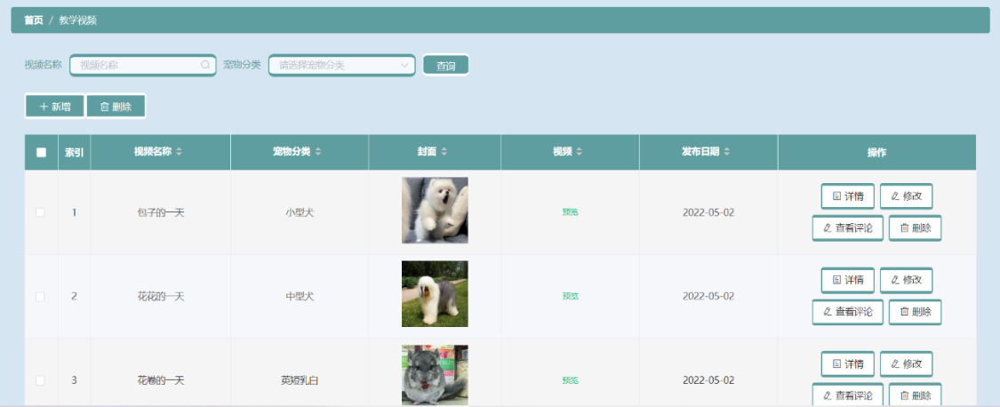 首页 / 教学视频
视频名称 视频名称 宠物分类 请选择宠物分类 查询
新增 删除
索引 视频名称 宠物分类 封面 视频 发布日期 操作
详情 修改
1 包子的一天 小型犬 预览 2022-05-02
查看评论 删除
详情 修改
2 花花的一天 中型犬 预览 2022-05-02
查看评论 删除
详情 修改
3 花卷的一天 英短乳白 预览 2022-05-02
查看评论 删除